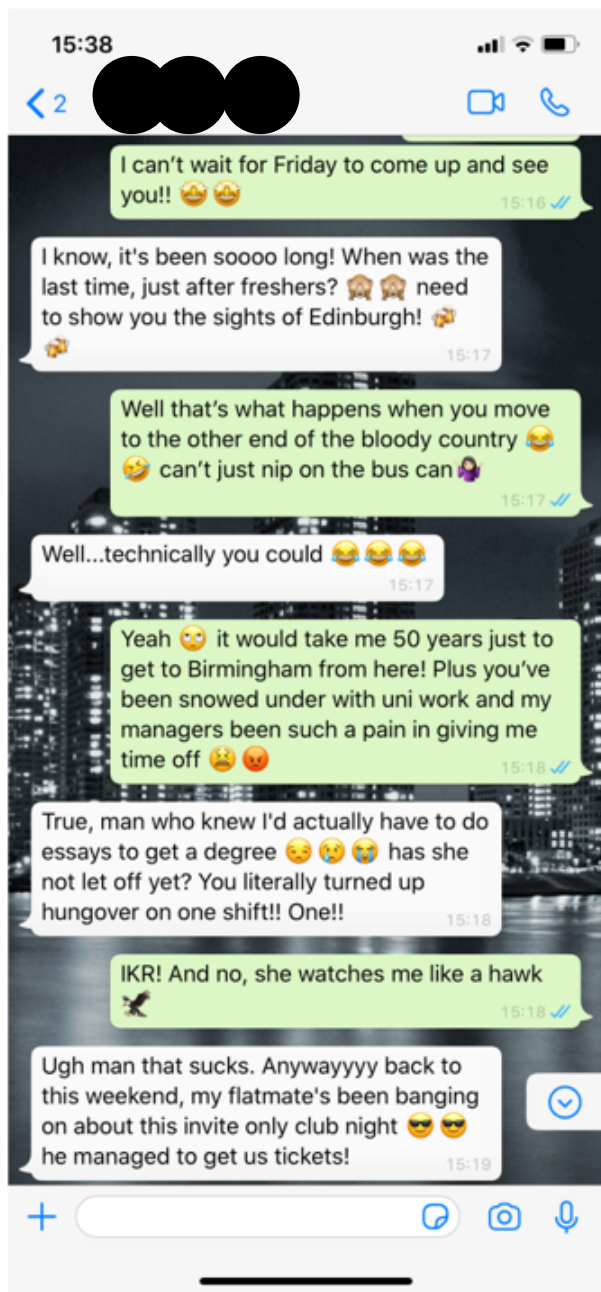 15:38
2
I can’t wait for Friday to come up and see
you!! 🤩 🤩
15:16
I know, it's been soooo long! When was the
last time, just after freshers? 🙈 🙈 need
to show you the sights of Edinburgh! 🍻
🍻
15:17
Well that’s what happens when you move
to the other end of the bloody country 😂
🤣 can’t just nip on the bus can🤷🏻‍♀️
15:17
Well...technically you could 😂 😂 😂
15:17
Yeah 🙄 it would take me 50 years just to
get to Birmingham from here! Plus you’ve
been snowed under with uni work and my
managers been such a pain in giving me
time off 😫 😡
15:18
True, man who knew I'd actually have to do
essays to get a degree 😒 😢 😭 has she
not let off yet? You literally turned up
hungover on one shift!! One!!
15:18
IKR! And no, she watches me like a hawk
🦅
15:18
Ugh man that sucks. Anywayyyy back to
this weekend, my flatmate's been banging
on about this invite only club night 😎 😎
he managed to get us tickets!
15:19